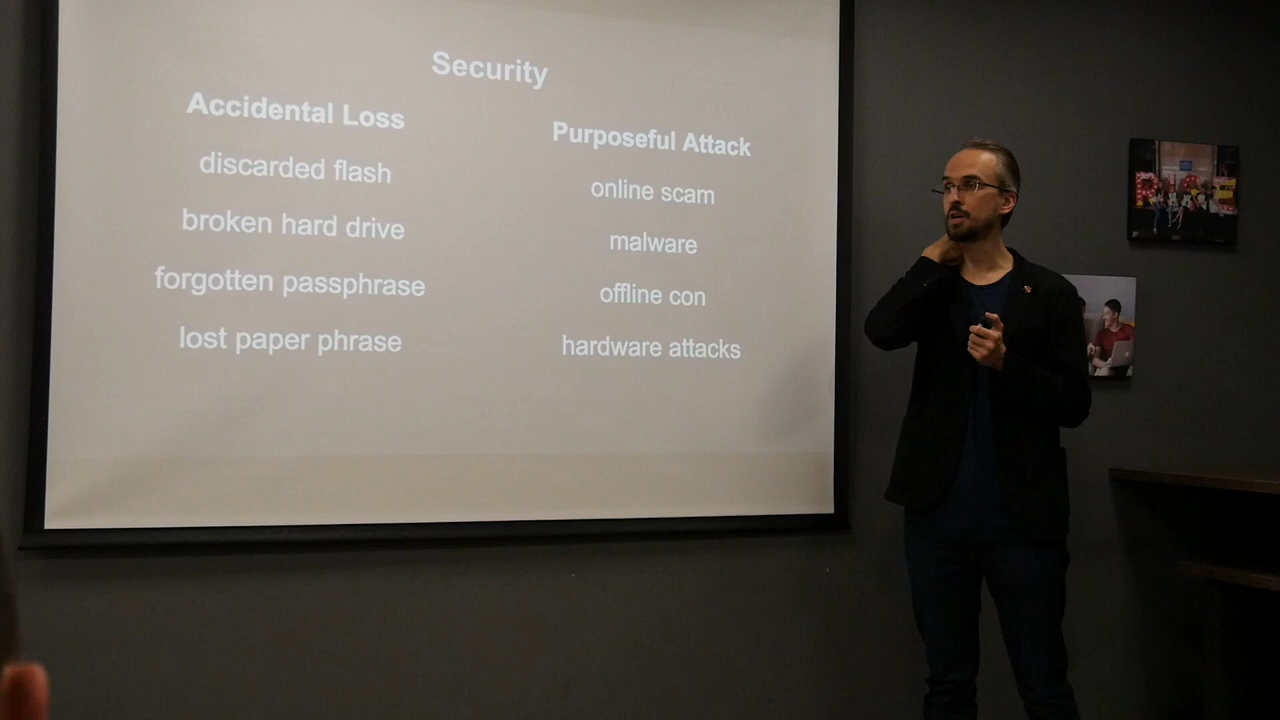 Security
Accidental Loss
discarded flash
broken hard drive
forgotten passphrase
lost paper phrase
Purposeful Attack
online scam
malware
offline con
hardware attacks